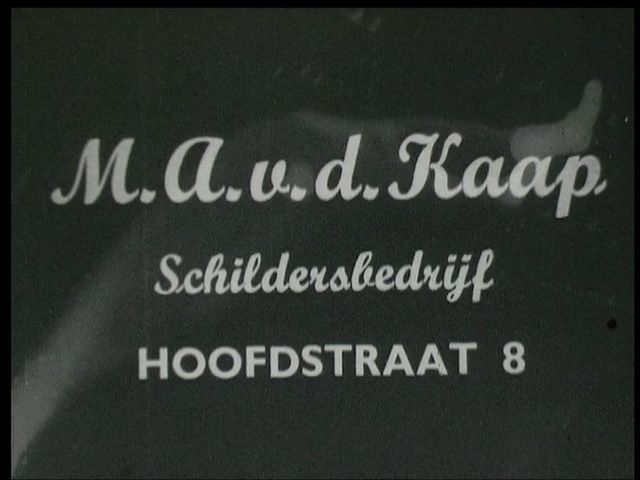 M.A.v.d.Kaap
Schildersbedrijf
HOOFDSTRAAT 8